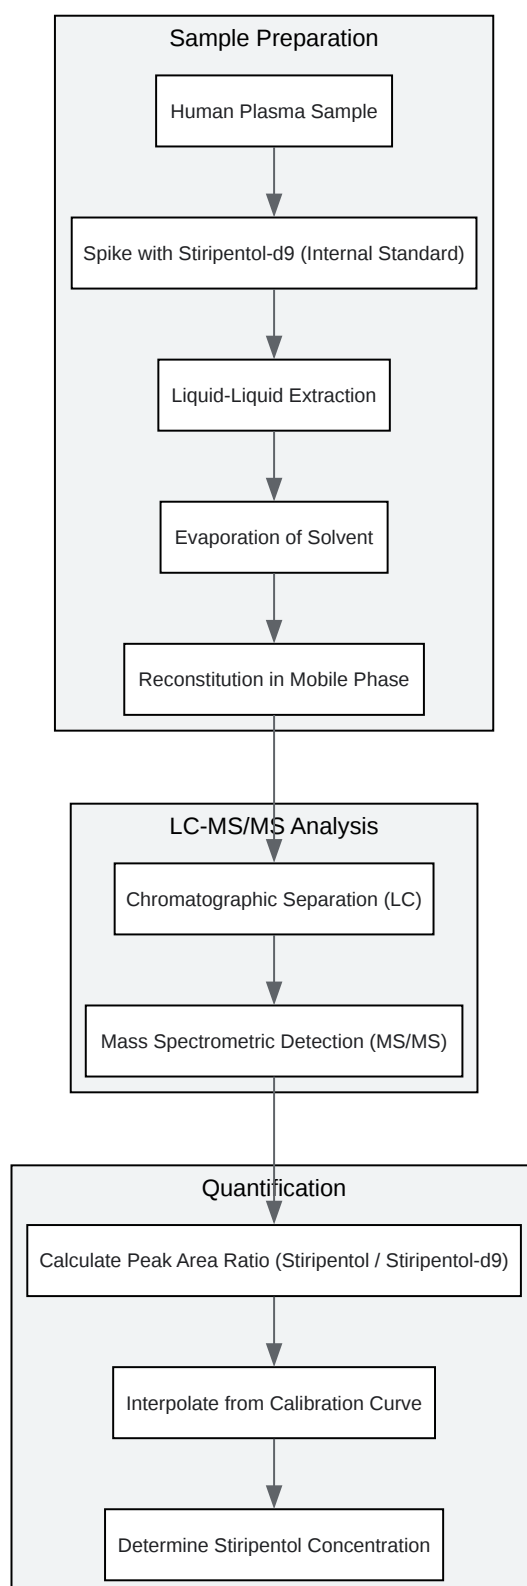 Sample Preparation
Human Plasma Sample
Spike with Stiripentol-d9 (Internal Standard)
Liquid-Liquid Extraction
Evaporation of Solvent
Reconstitution in Mobile Phase
LC-MS/MS Analysis
Chromatographic Separation (LC)
Mass Spectrometric Detection (MS/MS)
Quantification
Calculate Peak Area Ratio (Stiripentol / Stiripentol-d9)
Interpolate from Calibration Curve
Determine Stiripentol Concentration